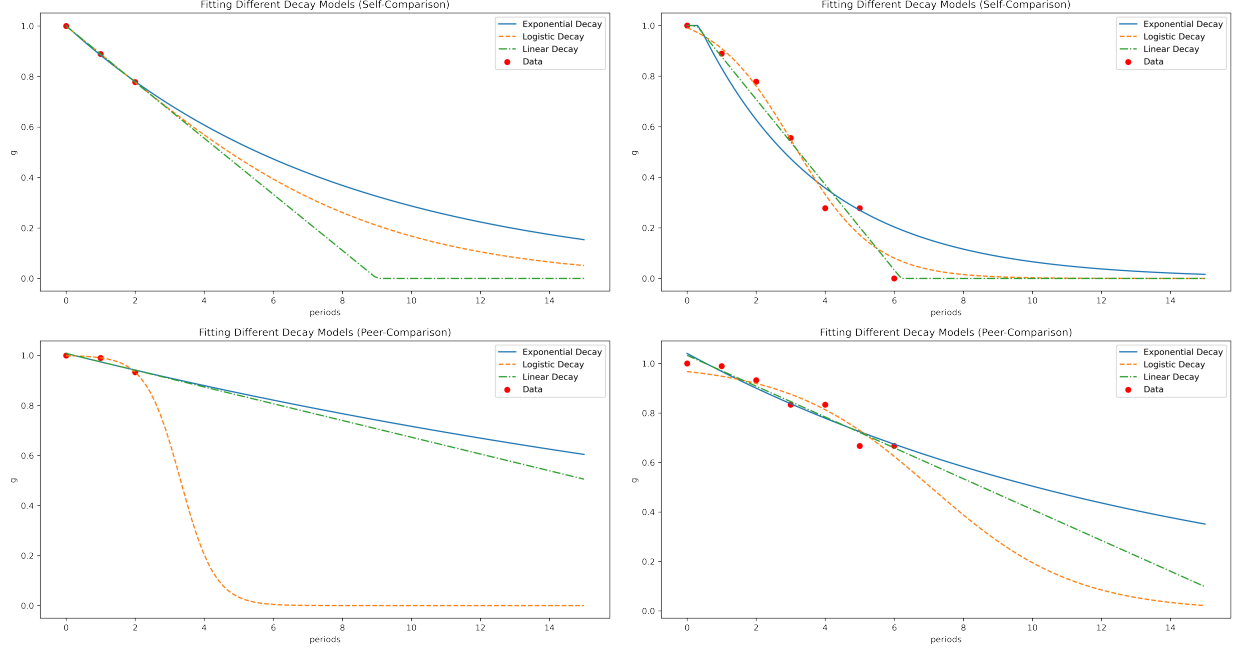 Fitting Different Decay Models (Self-Comparison)
1.0
0.8
0.6
0.4
0.2
0.0
g
0 2 4 6 8 10 12 14
periods
Exponential Decay
Logistic Decay
Linear Decay
Data
Fitting Different Decay Models (Self-Comparison)
1.0
0.8
0.6
0.4
0.2
0.0
g
0 2 4 6 8 10 12 14
periods
Exponential Decay
Logistic Decay
Linear Decay
Data
Fitting Different Decay Models (Peer-Comparison)
1.0
0.8
0.6
0.4
0.2
0.0
g
0 2 4 6 8 10 12 14
periods
Exponential Decay
Logistic Decay
Linear Decay
Data
Fitting Different Decay Models (Peer-Comparison)
1.0
0.8
0.6
0.4
0.2
0.0
g
0 2 4 6 8 10 12 14
periods
Exponential Decay
Logistic Decay
Linear Decay
Data